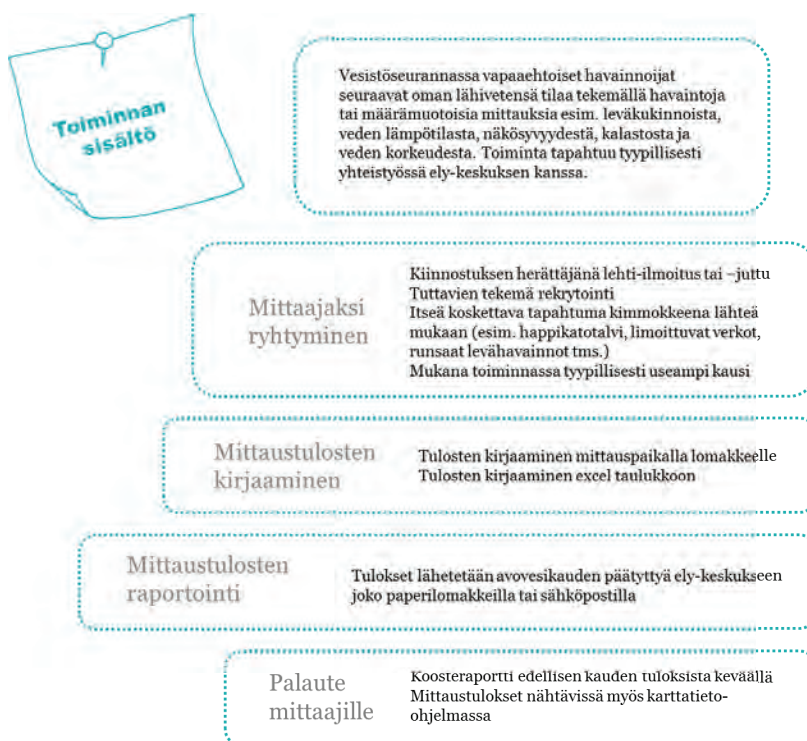 Toiminnan
sisältö
Vesistöseurannassa vapaaehtoiset havainnoijat
seuraavat oman lähivetensä tilaa tekemällä havaintoja
tai määrämuotoisia mittauksia esim. leväkukinnoista,
veden lämpötilasta, näkösyvyydestä, kalastosta ja
veden korkeudesta. Toiminta tapahtuu tyypillisesti
yhteistyössä ely-keskuksen kanssa.
Mittaajaksi
ryhtyminen
Kiinnostuksen herättäjänä lehti-ilmoitus tai –juttu
Tuttavien tekemä rekrytointi
Itseä koskettava tapahtuma kimmokkeena lähteä
mukaan (esim. happikatotalvi, limoittuvat verkot,
runsaat levähavainnot tms.)
Mukana toiminnassa tyypillisesti useampi kausi
Mittaustulosten
kirjaaminen
Tulosten kirjaaminen mittauspaikalla lomakkeelle
Tulosten kirjaaminen excel taulukkoon
Mittaustulosten
raportointi
Tulokset lähetetään avovesikauden päätyttyä ely-keskukseen
joko paperilomakkeilla tai sähköpostilla
Palaute
mittaajille
Koosteraportti edellisen kauden tuloksista keväällä
Mittaustulokset nähtävissä myös karttatieto-
ohjelmassa